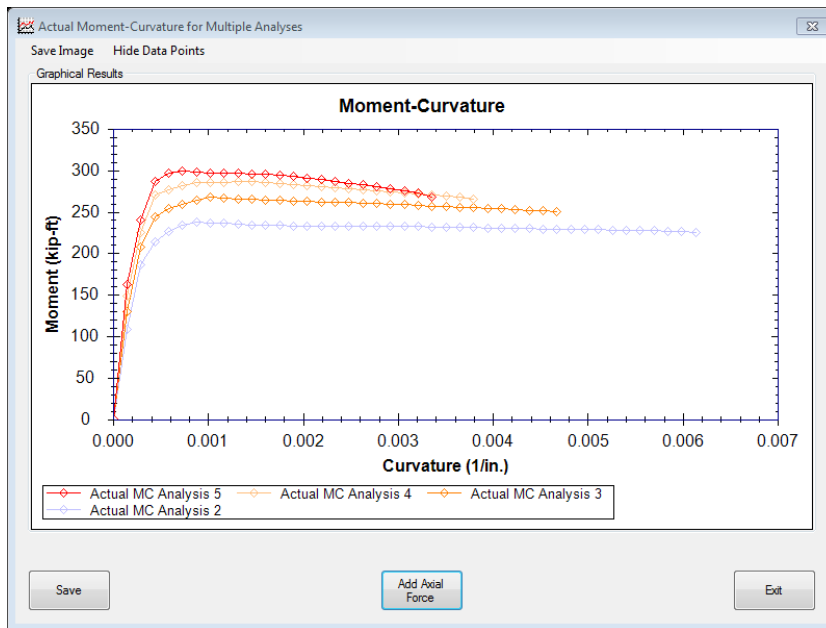 Actual Moment-Curvature for Multiple Analyses
Save Image Hide Data Points
Graphical Results
Moment-Curvature
350
300
250
200
150
100
50
0
Moment (kip-ft)
0.000 0.001 0.002 0.003 0.004 0.005 0.006 0.007
Curvature (1/in.)
Actual MC Analysis 5 Actual MC Analysis 4 Actual MC Analysis 3
Actual MC Analysis 2
Save
Add Axial
Force
Exit